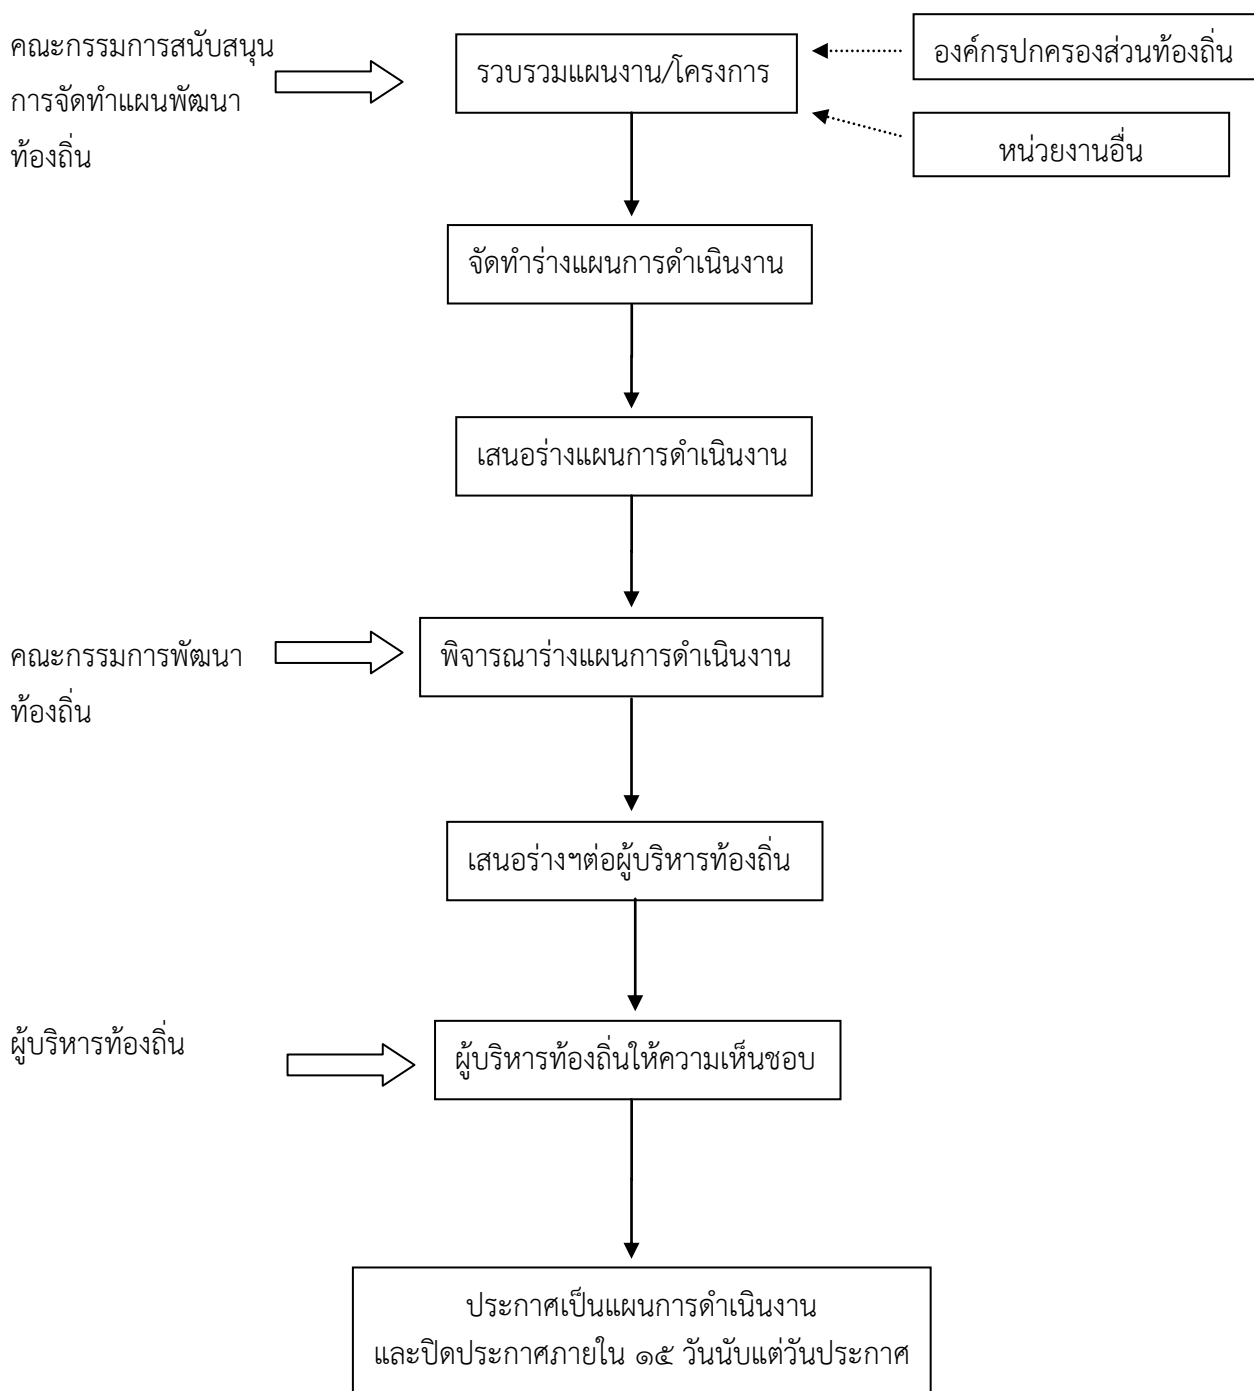 คณะกรรมการสนับสนุน
การจัดทำแผนพัฒนา
ท้องถิ่น
รวบรวมแผนงาน/โครงการ
องค์กรปกครองส่วนท้องถิ่น
หน่วยงานอื่น
จัดทำร่างแผนการดำเนินงาน
เสนอร่างแผนการดำเนินงาน
คณะกรรมการพัฒนา
ท้องถิ่น
พิจารณาร่างแผนการดำเนินงาน
เสนอร่างฯต่อผู้บริหารท้องถิ่น
ผู้บริหารท้องถิ่น
ผู้บริหารท้องถิ่นให้ความเห็นชอบ
ประกาศเป็นแผนการดำเนินงาน
และปิดประกาศภายใน ๑๕ วันนับแต่วันประกาศ